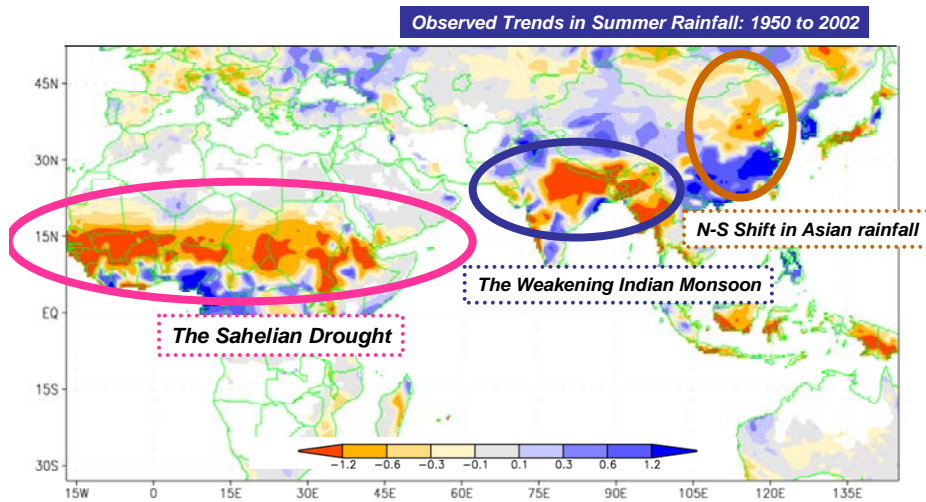 Observed Trends in Summer Rainfall: 1950 to 2002
45N
30N
N-S Shift in Asian rainfall
15N
The Weakening Indian Monsoon
EQ
The Sahelian Drought
15S
-1.2 -0.6 -0.3 -0.1 0.1 0.3 0.6 1.2
30S
15W 0 15E 30E 45E 60E 75E 90E 105E 120E 135E